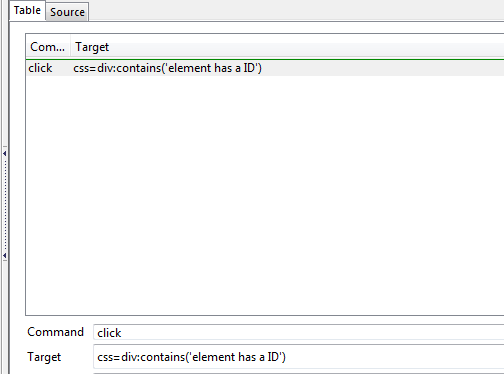 Table Source
Com... Target
click css=div:contains('element has a ID')
Command click
Target css=div:contains('element has a ID')